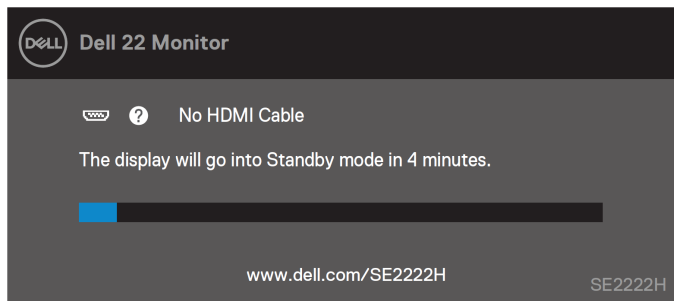 DELL
Dell 22 Monitor
? No HDMI Cable
The display will go into Standby mode in 4 minutes.
www.dell.com/SE2222H
SE2222H